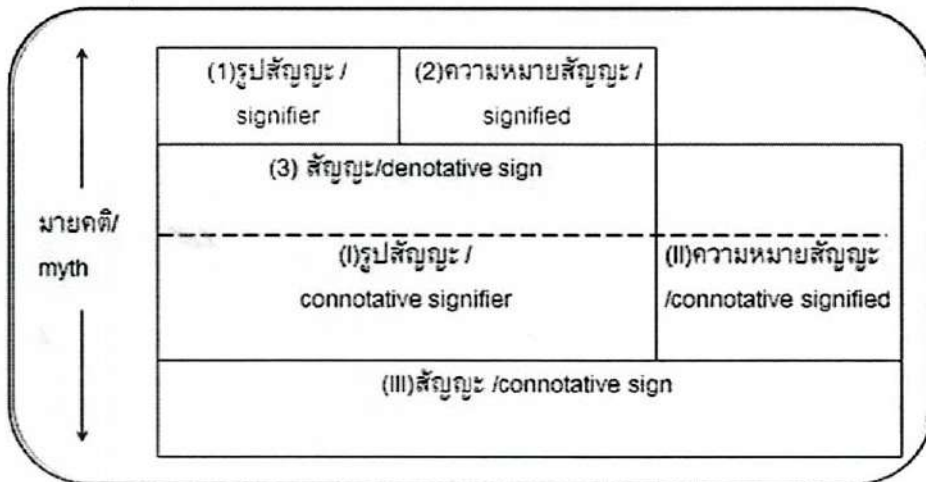 (1)รูปสัญญะ /
signifier
(2)ความหมายสัญญะ /
signified
(3) สัญญะ/denotative sign
มายคติ/
myth
(I)รูปสัญญะ /
connotative signifier
(II)ความหมายสัญญะ
/connotative signified
(III)สัญญะ /connotative sign